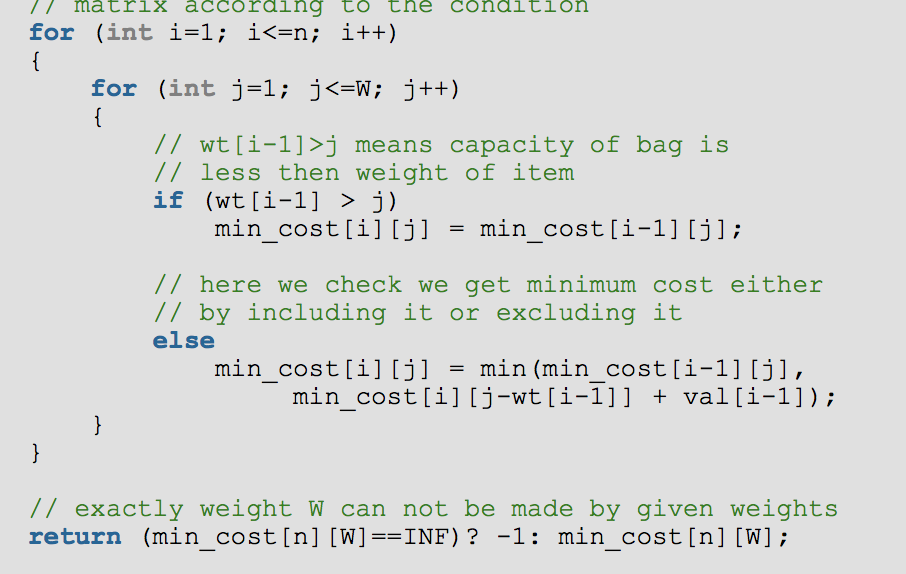 // matrix according to the condition
for (int i=1; i<=n; i++)
{
for (int j=1; j<=W; j++)
{
// wt[i-1]>j means capacity of bag is
// less then weight of item
if (wt[i-1] > j)
min_cost[i][j] = min_cost[i-1][j];
// here we check we get minimum cost either
// by including it or excluding it
else
min_cost[i][j] = min(min_cost[i-1][j],
min_cost[i][j-wt[i-1]] + val[i-1]);
}
}
// exactly weight W can not be made by given weights
return (min_cost[n][W]==INF)? -1: min_cost[n][W];